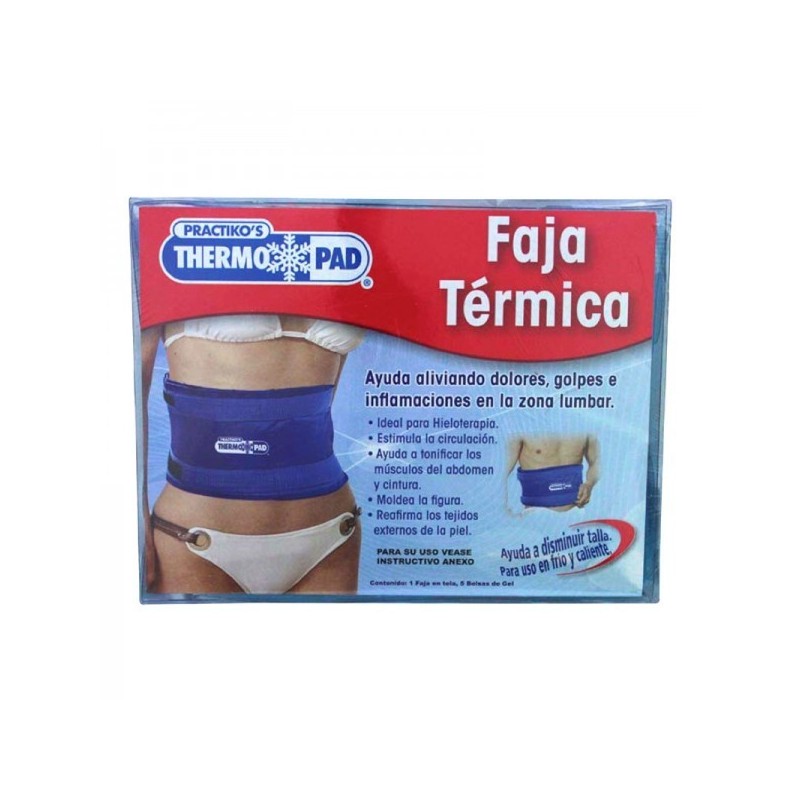 PRACTIKO'S
THERMO PAD
®
Faja
Térmica
Ayuda aliviando dolores, golpes e
inflamaciones en la zona lumbar.
• Ideal para Hieloterapia.
• Estimula la circulación.
• Ayuda a tonificar los
músculos del abdomen
y cintura.
• Moldea la figura.
• Reafirma los tejidos
externos de la piel.
PARA SU USO VEASE
INSTRUCTIVO ANEXO
Contenido: 1 Faja en tela, 5 Bolsas de Gel
Ayuda a disminuir talla.
Para uso en frio y caliente.
PRACTIKO'S
THERMO PAD